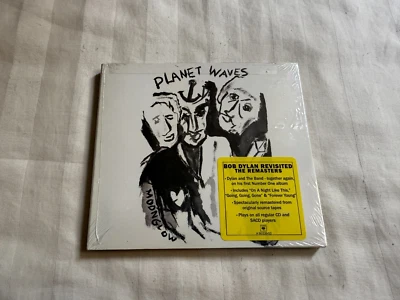 PLANET WAVES
MOONGLOW
BOB DYLAN REVISITED
THE REMASTERS
• Dylan and The Band - together again
on his first Number One album
• Includes "On A Night Like This,"
"Going, Going, Gone" & "Forever Young"
• Spectacularly remastered from
original source tapes
• Plays on all regular CD and
SACD players